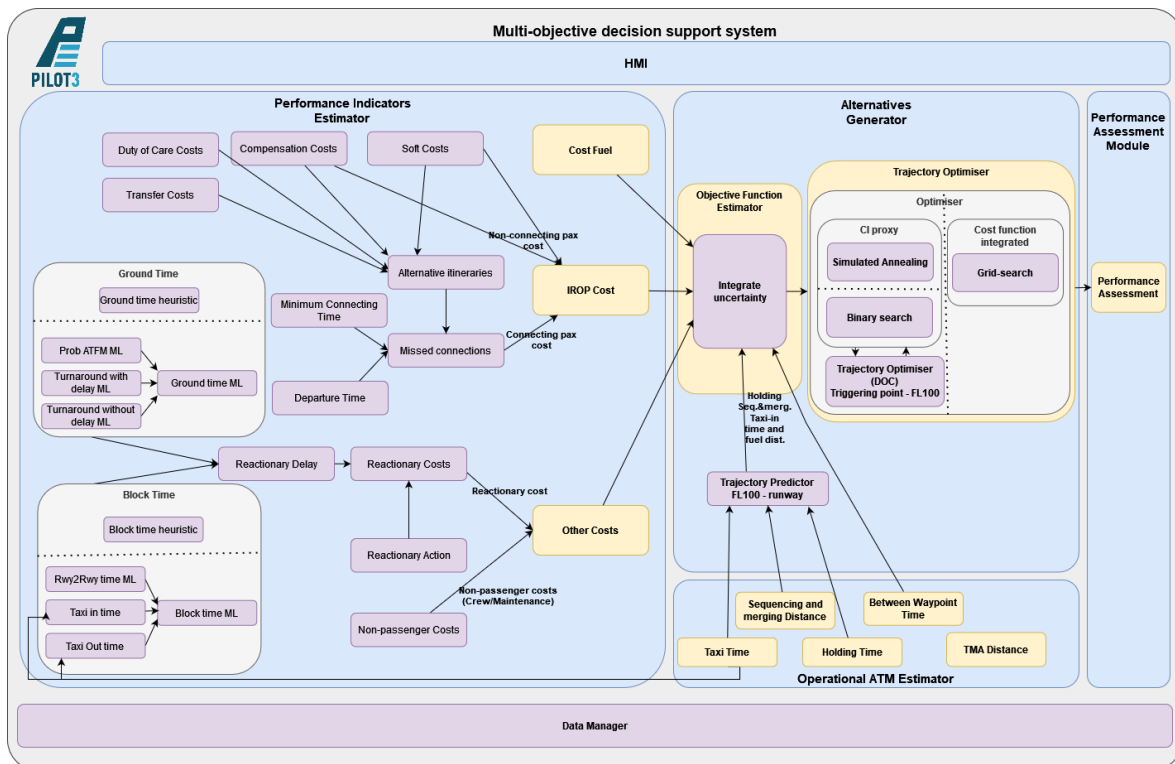 Multi-objective decision support system
PILOT3
HMI
Performance Indicators
Estimator
Duty of Care Costs
Compensation Costs
Soft Costs
Transfer Costs
Cost Fuel
Non-connecting pax
cost
Alternative itineraries
IROP Cost
Ground Time
Ground time heuristic
Minimum Connecting
Time
Missed connections
Connecting pax
cost
Departure Time
Prob ATFM ML
Turnaround with
delay ML
Ground time ML
Turnaround without
delay ML
Reactionary Delay
Reactionary Costs
Reactionary cost
Other Costs
Block Time
Block time heuristic
Reactionary Action
Rwy2Rwy time ML
Taxi in time
Block time ML
Taxi Out time
Non-passenger costs
(Crew/Maintenance)
Non-passenger Costs
Alternatives
Generator
Objective Function
Estimator
Integrate
uncertainty
Trajectory Optimiser
Optimiser
CI proxy
Simulated Annealing
Binary search
Cost function
integrated
Grid-search
Trajectory Optimiser
(DOC)
Triggering point - FL100
Holding
Seq.&merg.
Taxi-in
time and
fuel dist.
Trajectory Predictor
FL100 - runway
Performance
Assessment
Module
Performance
Assessment
Sequencing and
merging Distance
Between Waypoint
Time
Taxi Time
Holding Time
TMA Distance
Operational ATM Estimator
Data Manager